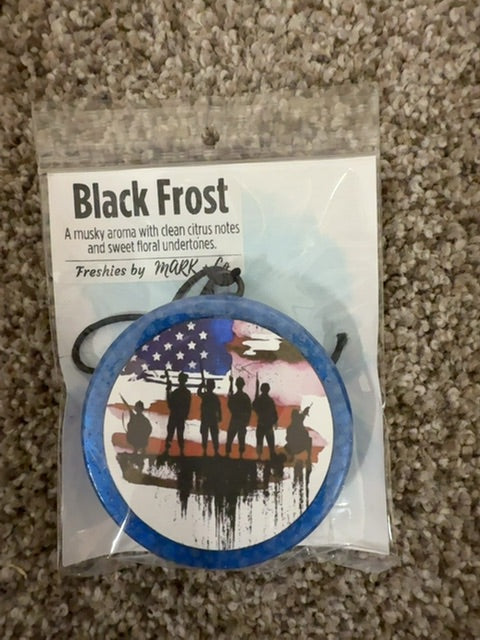 Black Frost
A musky aroma with clean citrus notes
and sweet floral undertones.
Freshies by MARK + Co